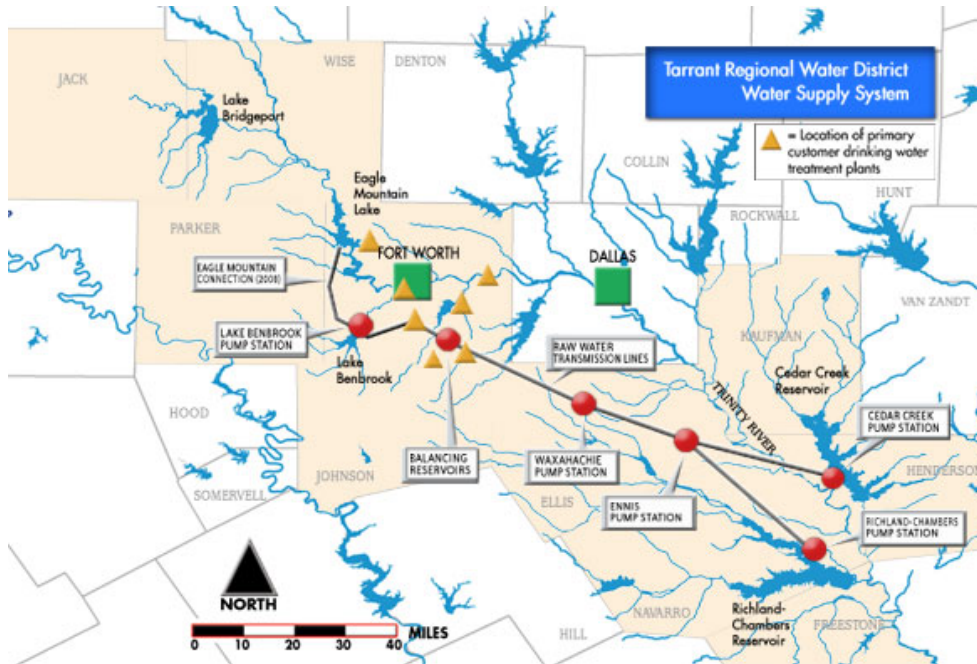 JACK
WISE
DENTON
Tarrant Regional Water District
Water Supply System
Lake
Bridgeport
= Location of primary
customer drinking water
treatment plants
COLLIN
HUNT
Eagle
Mountain
Lake
ROCKWALL
PARKER
FORT WORTH
DALLAS
EAGLE MOUNTAIN
CONNECTION (2008)
VAN ZANDT
LAKE BENBROOK
PUMP STATION
KAUFMAN
RAW WATER
TRANSMISSION LINES
Lake
Benbrook
Cedar Creek
Reservoir
TRINITY RIVER
HOOD
CEDAR CREEK
PUMP STATION
BALANCING
RESERVOIRS
WAXAHACHIE
PUMP STATION
HENDERSON
JOHNSON
SOMERVELL
ELLIS
ENNIS
PUMP STATION
RICHLAND-CHAMBERS
PUMP STATION
NORTH
NAVARRO
Richland-
Chambers
Reservoir
FREESTONE
HILL
0 10 20 30 40 MILES